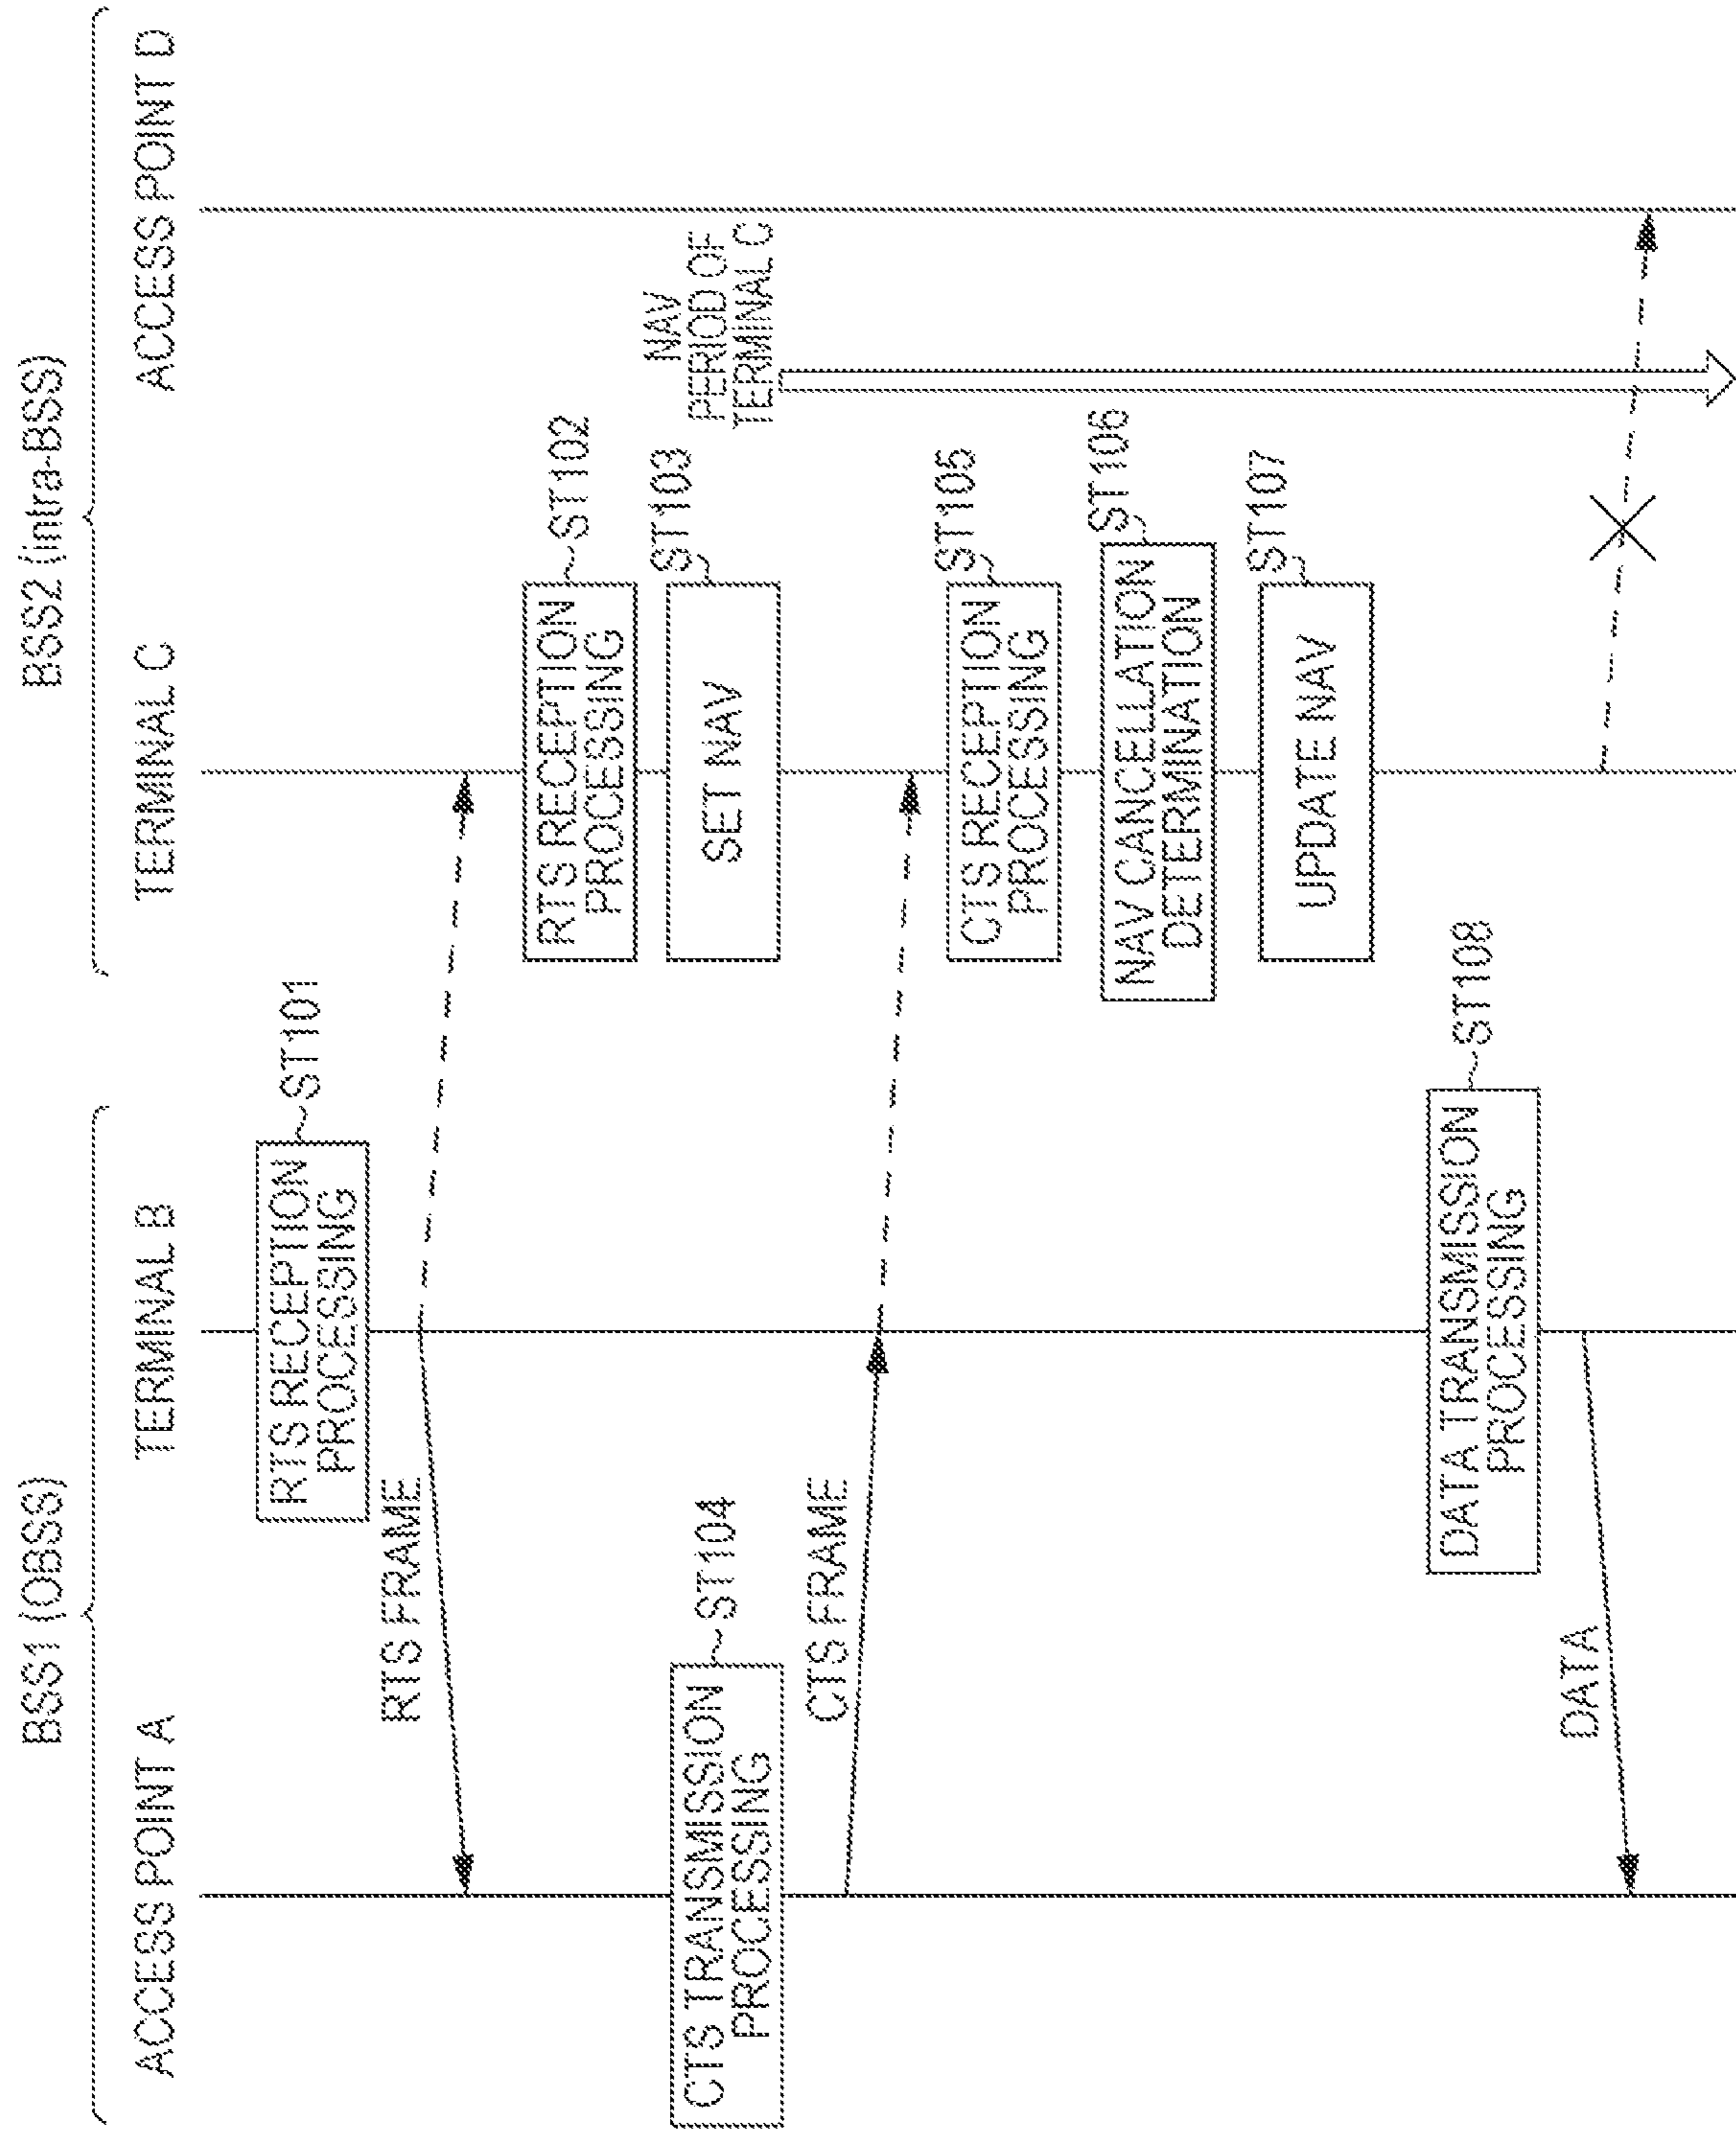 BSS1 (OBSS)
BSS2 (intra-BSS)
ACCESS POINT A
TERMINAL B
TERMINAL C
ACCESS POINT D
RTS RECEPTION
PROCESSING
ST101
RTS FRAME
RTS RECEPTION
PROCESSING
ST102
SET NAV
ST103
NAV
PERIOD OF
TERMINAL C
CTS TRANSMISSION
PROCESSING
ST104
CTS FRAME
CTS RECEPTION
PROCESSING
ST105
NAV CANCELLATION
DETERMINATION
ST106
UPDATE NAV
ST107
DATA TRANSMISSION
PROCESSING
ST108
DATA